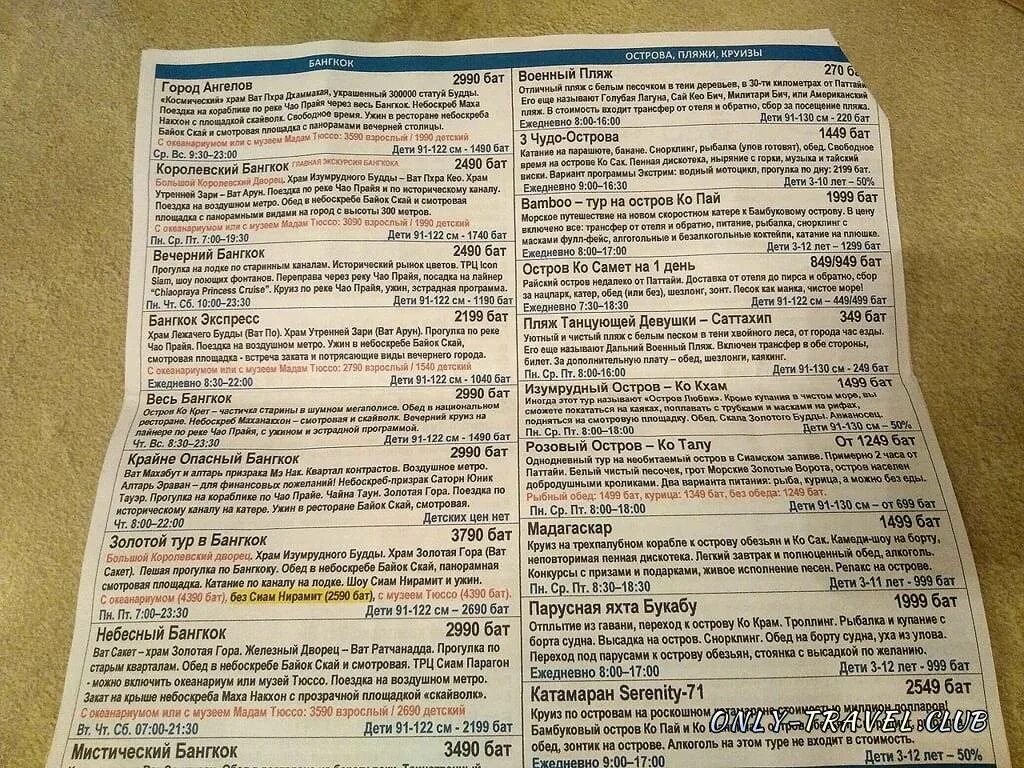 БАНГКОК
Город Ангелов 2990 бат
«Космический» храм Ват Пхра Дхаммакая, украшенный 300000 статуй Будды.
Поездка на кораблике по реке Чао Прайя через весь Бангкок. Небоскреб Маха
Накхон с площадкой скайволк. Свободное время. Ужин в ресторане небоскреба
Байок Скай и смотровая площадка с панорамами вечерней столицы.
С океанариумом или с музеем Мадам Тюссо: 3590 взрослый / 1990 детский
Ср. Вс. 9:30–23:00 Дети 91-122 см - 1490 бат
Королевский Бангкок ГЛАВНАЯ ЭКСКУРСИЯ БАНГКОКА 2490 бат
Большой Королевский Дворец. Храм Изумрудного Будды – Ват Пхра Кео. Храм
Утренней Зари – Ват Арун. Поездка по реке Чао Прайя и по историческому каналу.
Поездка на воздушном метро. Обед в небоскребе Байок Скай и смотровая
площадка с панорамными видами на город с высоты 300 метров.
С океанариумом или с музеем Мадам Тюссо: 3090 взрослый / 1990 детский
Пн. Ср. Пт. 7:00–19:30 Дети 91-122 см - 1740 бат
Вечерний Бангкок 2490 бат
Прогулка на лодке по старинным каналам. Исторический рынок цветов. ТРЦ Icon
Siam, шоу поющих фонтанов. Переправа через реку Чао Прайя, посадка на лайнер
"Chiaopraya Princess Cruise". Круиз по реке Чао Прайя, ужин, эстрадная программа.
Пн. Чт. Сб. 10:00–23:30 Дети 91-122 см - 1190 бат
Бангкок Экспресс 2199 бат
Храм Лежачего Будды (Ват По). Храм Утренней Зари (Ват Арун). Прогулка по реке
Чао Прайя. Поездка на воздушном метро. Ужин в небоскребе Байок Скай,
смотровая площадка - встреча заката и потрясающие виды вечернего города.
С океанариумом или с музеем Мадам Тюссо: 2790 взрослый / 1540 детский
Ежедневно 8:30–22:00 Дети 91-122 см - 1040 бат
Весь Бангкок 2990 бат
Остров Ко Крет – частичка старины в шумном мегаполисе. Обед в национальном
ресторане. Небоскреб Маханакхон – смотровая и скайволк. Вечерний круиз на
лайнере по реке Чао Прайя, с ужином и эстрадной программой.
Чт. Вс. 8:30–23:30 Дети 91-122 см - 1490 бат
Крайне Опасный Бангкок 2990 бат
Ват Махабут и алтарь призрака Мэ Нак. Квартал контрастов. Воздушное метро.
Алтарь Эраван – для финансовых пожеланий! Небоскреб-призрак Саторн Юник
Тауэр. Прогулка на кораблике по Чао Прайе. Чайна Таун. Золотая Гора. Поездка по
историческому каналу на катере. Ужин в ресторане Байок Скай, смотровая.
Чт. 8:00–22:00 Детских цен нет
Золотой тур в Бангкок 3790 бат
Большой Королевский дворец. Храм Изумрудного Будды. Храм Золотая Гора (Ват
Сакет). Пешая прогулка по Бангкоку. Обед в небоскребе Байок Скай, панорамная
смотровая площадка. Катание по каналу на лодке. Шоу Сиам Нирамит и ужин.
С океанариумом (4390 бат), без Сиам Нирамит (2590 бат), с музеем Тюссо (4390 бат).
Пн. Пт. 7:00–23:30 Дети 91-122 см – 2690 бат
Небесный Бангкок 2990 бат
Ват Сакет – храм Золотая Гора. Железный Дворец – Ват Ратчанадда. Прогулка по
старым кварталам. Обед в небоскребе Байок Скай и смотровая. ТРЦ Сиам Парагон
- можно включить океанариум или музей Тюссо. Поездка на воздушном метро.
Закат на крыше небоскреба Маха Накхон с прозрачной площадкой «скайволк».
С океанариумом или с музеем Мадам Тюссо: 3590 взрослый / 2690 детский
Вт. Чт. Сб. 07:00-21:30 Дети 91-122 см - 2199 бат
Мистический Бангкок 3490 бат
ОСТРОВА, ПЛЯЖИ, КРУИЗЫ
Военный Пляж 270 ба
Отличный пляж с белым песочком в тени деревьев, в 30-ти километрах от Паттайи.
Его еще называют Голубая Лагуна, Сай Кео Бич, Милитари Бич, или Американский
пляж. В стоимость входит трансфер от отеля и обратно, сбор за посещение пляжа.
Ежедневно 8:00-16:00 Дети 91-130 см - 220 бат
3 Чудо-Острова 1449 бат
Катание на парашюте, банане. Снорклинг, рыбалка (улов готовят), обед. Свободное
время на острове Ко Сак. Пенная дискотека, ныряние с горки, музыка и тайский
виски. Вариант программы Экстрим: водный мотоцикл, прогулка по дну: 2199 бат.
Ежедневно 9:00–16:30 Дети 3-10 лет – 50%
Bamboo – тур на остров Ко Пай 1999 бат
Морское путешествие на новом скоростном катере к Бамбуковому острову. В цену
включено все: трансфер от отеля и обратно, питание, рыбалка, снорклинг с
масками фулл-фейс, алгогольные и безалкогольные коктейли, катание на плюшке.
Ежедневно 8:00–17:00 Дети 3-12 лет – 1299 бат
Остров Ко Самет на 1 день 849/949 бат
Райский остров недалеко от Паттайи. Доставка от отеля до пирса и обратно, сбор
за нацпарк, катер, обед (или без), шезлонг, зонт. Песок как манка, чистое море!
Ежедневно 7:30–18:30 Дети 91-122 см – 449/499 бат
Пляж Танцующей Девушки – Саттахип 349 бат
Уютный и чистый пляж с белым песком в тени хвойного леса, от города час езды.
Его еще называют Дальний Военный Пляж. Включен трансфер в обе стороны,
билет. За дополнительную плату – обед, шезлонги, каякинг.
Пн. Ср. Пт. 8:00-16:00 Дети 91-130 см - 249 бат
Изумрудный Остров – Ко Кхам 1499 бат
Иногда этот тур называют «Остров Любви». Кроме купания в чистом море, вы
сможете покататься на каяках, поплавать с трубками и масками на рифах,
подняться на смотровую площадку. Обед. Скала Золотого Будды. Авианосец.
Пн. Ср. Пт. 8:00–18:00 Дети 91-130 см – 50%
Розовый Остров – Ко Талу От 1249 бат
Однодневный тур на необитаемый остров в Сиамском заливе. Примерно 2 часа от
Паттайи. Белый чистый песочек, грот Морские Золотые Ворота, остров населен
добродушными кроликами. Два варианта питания: рыба, курица, а можно без еды.
Рыбный обед: 1499 бат, курица: 1349 бат, без обеда: 1249 бат.
Пн. Ср. Пт. 8:00–18:00 Дети 91-130 см – от 699 бат
Мадагаскар 1499 бат
Круиз на трехпалубном корабле к острову обезьян и Ко Сак. Камеди-шоу на борту,
неповторимая пенная дискотека. Легкий завтрак и полноценный обед, алкоголь.
Конкурсы с призами и подарками, живое исполнение песен. Релакс на острове.
Пн. Ср. Пт. 8:30–18:30 Дети 3-11 лет - 999 бат
Парусная яхта Букабу 1999 бат
Отплытие из гавани, переход к острову Ко Крам. Троллинг. Рыбалка и купание с
борта судна. Высадка на остров. Снорклинг. Обед на борту судна, уха из улова.
Переход под парусами к острову обезьян, стоянка с высадкой по желанию.
Ежедневно 8:00–17:00 Дети 3-12 лет - 999 бат
Катамаран Serenity-71 2549 бат
Круиз по островам на роскошном катамаране стоимостью миллион долларов!
Бамбуковый остров Ко Пай и Ко
обед, зонтик на острове. Алкоголь на этом туре не входит в стоимость.
Ежедневно 9:00–17:00 Дети 3-12 лет – 50%
ONLY-TRAVEL.CLUB